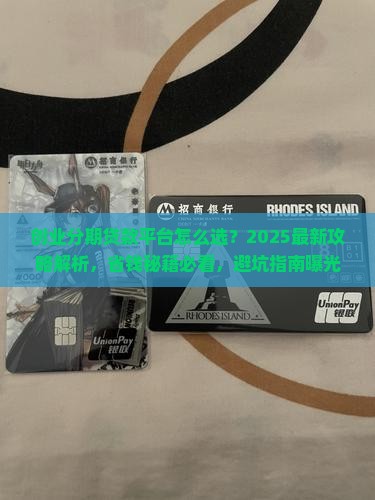 招商银行
UnionPay
银联
招商银行
RHODES ISLAND
RHODES ISLAND
UnionPay
银联
业分期贷款平台怎么选？2025最新攻
略解析，省钱秘籍必看，避坑指南曝光